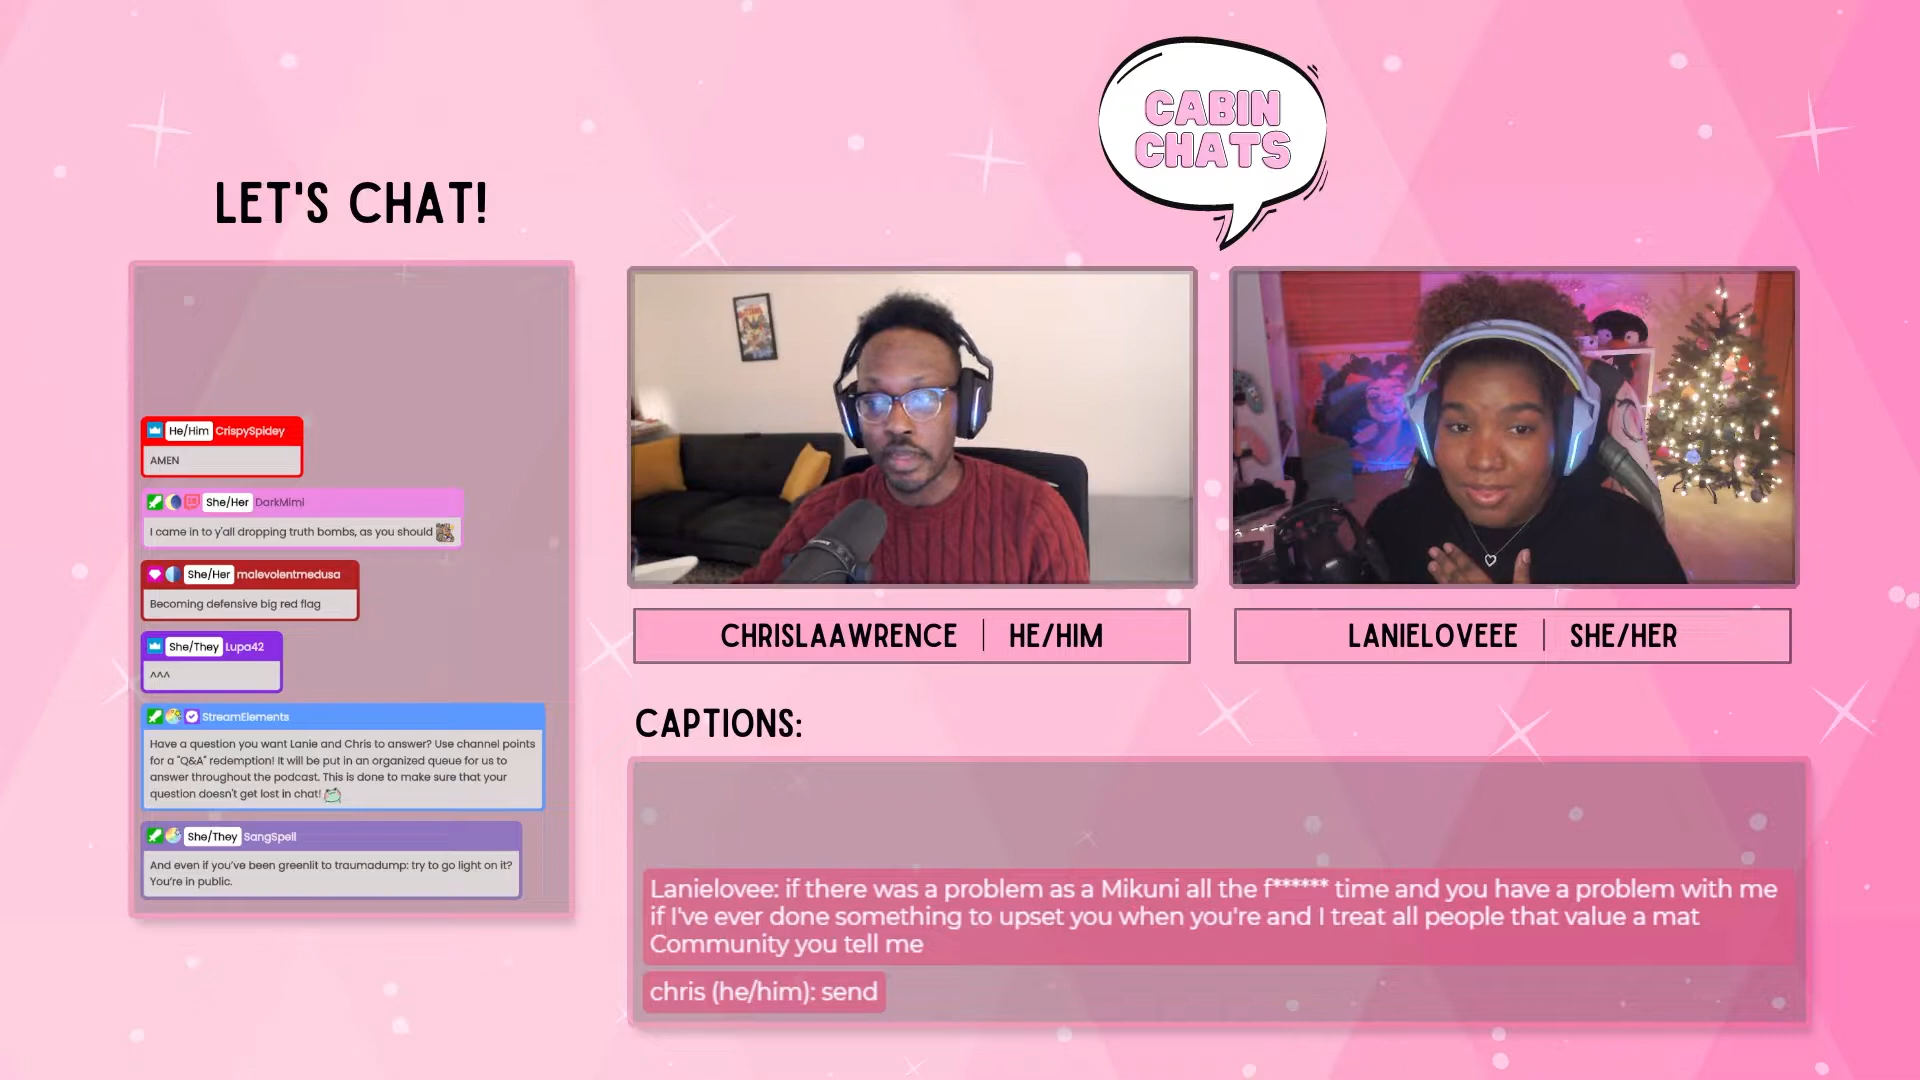 CABIN
CHATS
LET'S CHAT!
He/Him CrispySpidey
AMEN
She/Her DarkMimi
I came in to y'all dropping truth bombs, as you should
She/Her malevolentmedusa
Becoming defensive big red flag
She/They Lupa42
^^^
StreamElements
Have a question you want Lanie and Chris to answer? Use channel points
for a "Q&A" redemption! It will be put in an organized queue for us to
answer throughout the podcast. This is done to make sure that your
question doesn't get lost in chat!
She/They SangSpell
And even if you've been greenlit to traumadump: try to go light on it?
You're in public.
CHRISLAAWRENCE | HE/HIM
LANIELOVEEE | SHE/HER
CAPTIONS:
Lanielovee: if there was a problem as a Mikuni all the f****** time and you have a problem with me
if I've ever done something to upset you when you're and I treat all people that value a mat
Community you tell me
chris (he/him): send